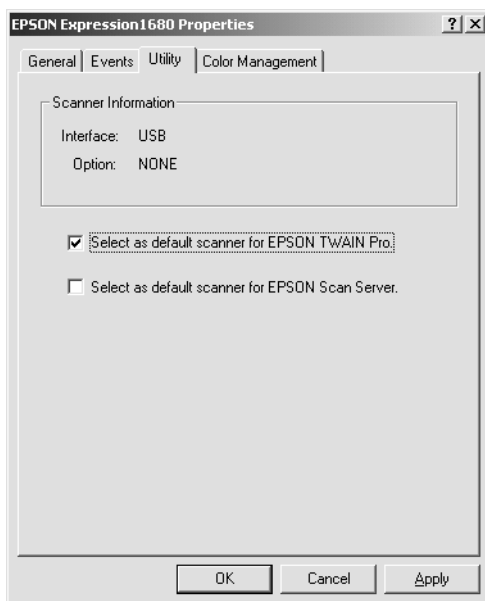 EPSON Expression1680 Properties ? ×
General Events Utility Color Management
Scanner Information
Interface: USB
Option: NONE
Select as default scanner for EPSON TWAIN Pro.
Select as default scanner for EPSON Scan Server.
OK Cancel Apply